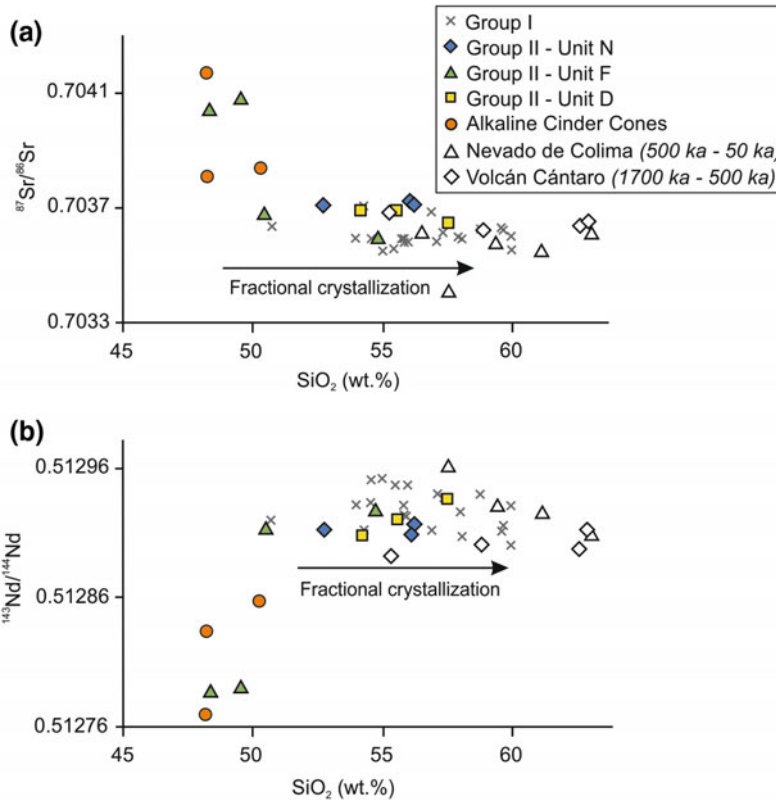 (a)
Group I
Group II - Unit N
Group II - Unit F
Group II - Unit D
Alkaline Cinder Cones
Nevado de Colima (500 ka - 50 ka)
Volcán Cántaro (1700 ka - 500 ka)
0.7041
0.7037
0.7033
⁸⁷Sr/⁸⁶Sr
Fractional crystallization
45 50 55 60
SiO₂ (wt.%)
(b)
0.51296
0.51286
0.51276
¹⁴³Nd/¹⁴⁴Nd
Fractional crystallization
45 50 55 60
SiO₂ (wt.%)